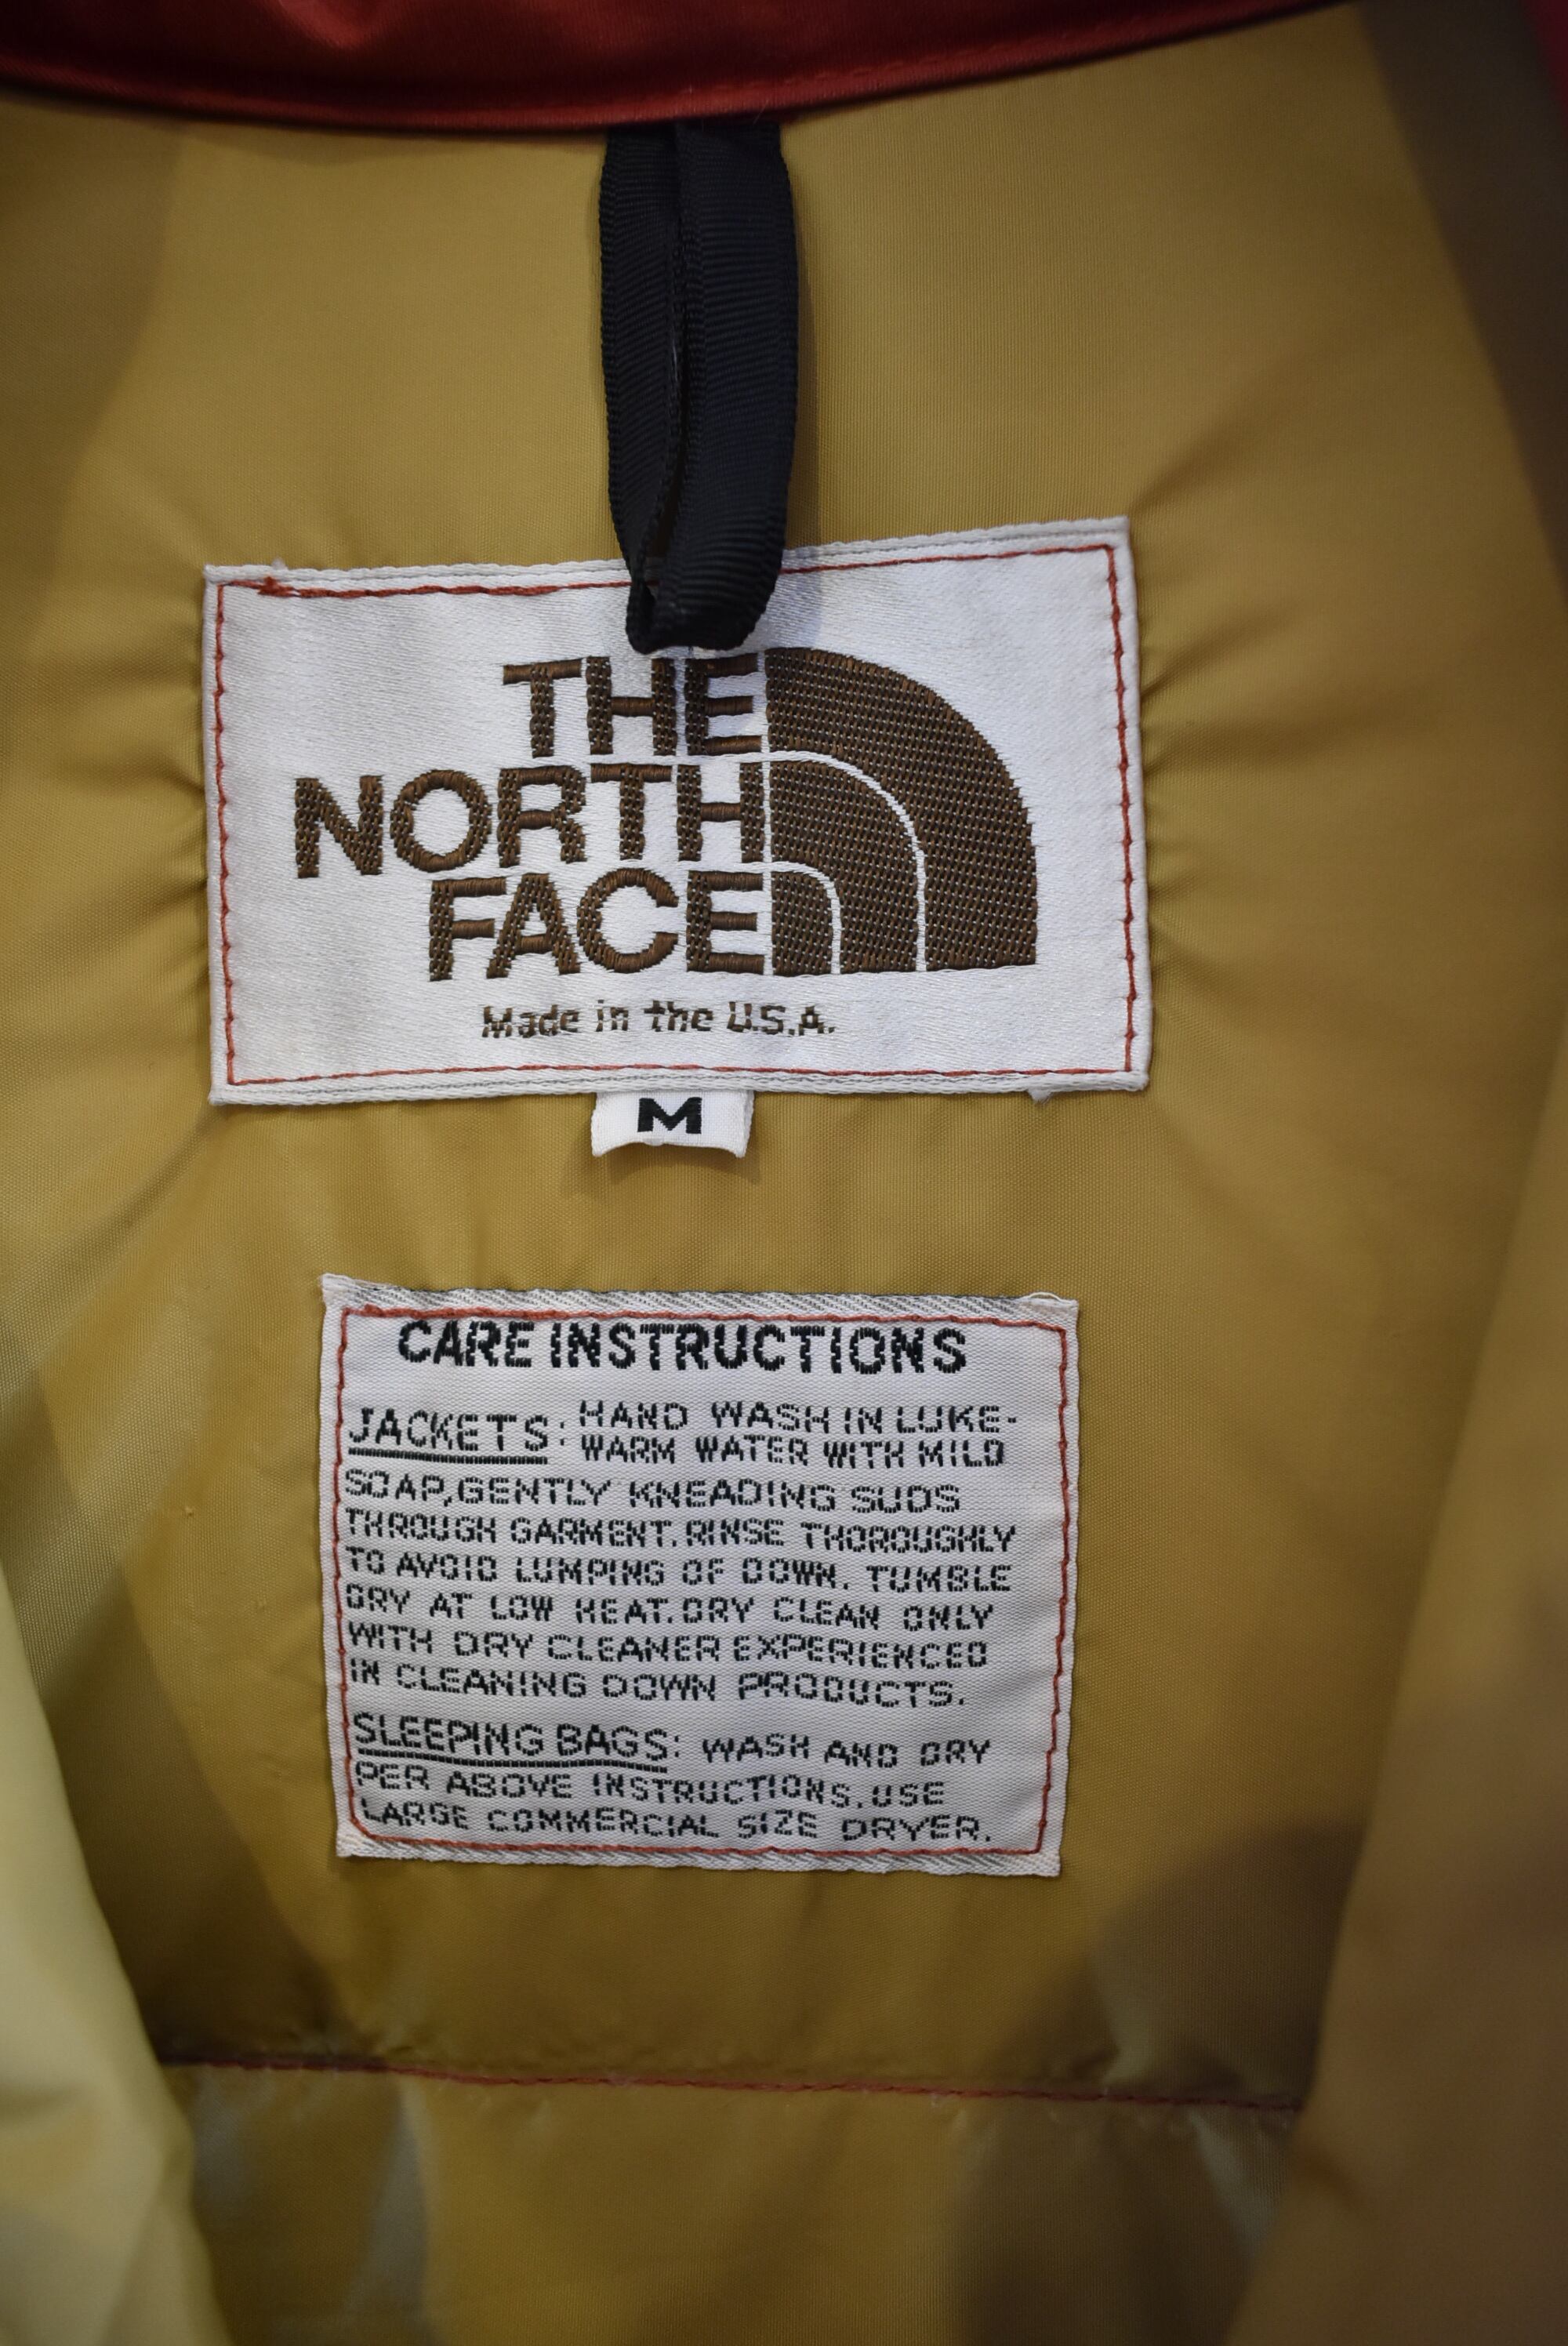 THE
NORTH
FACE
Made in the U.S.A.
M
CARE INSTRUCTIONS
JACKETS: HAND WASH IN LUKE-
WARM WATER WITH MILD
SOAP,GENTLY KNEADING SUDS
THROUGH GARMENT. RINSE THOROUGHLY
TO AVOID LUMPING OF DOWN. TUMBLE
DRY AT LOW HEAT. DRY CLEAN ONLY
WITH DRY CLEANER EXPERIENCED
IN CLEANING DOWN PRODUCTS.
SLEEPING BAGS: WASH AND DRY
PER ABOVE INSTRUCTIONS. USE
LARGE COMMERCIAL SIZE DRYER.